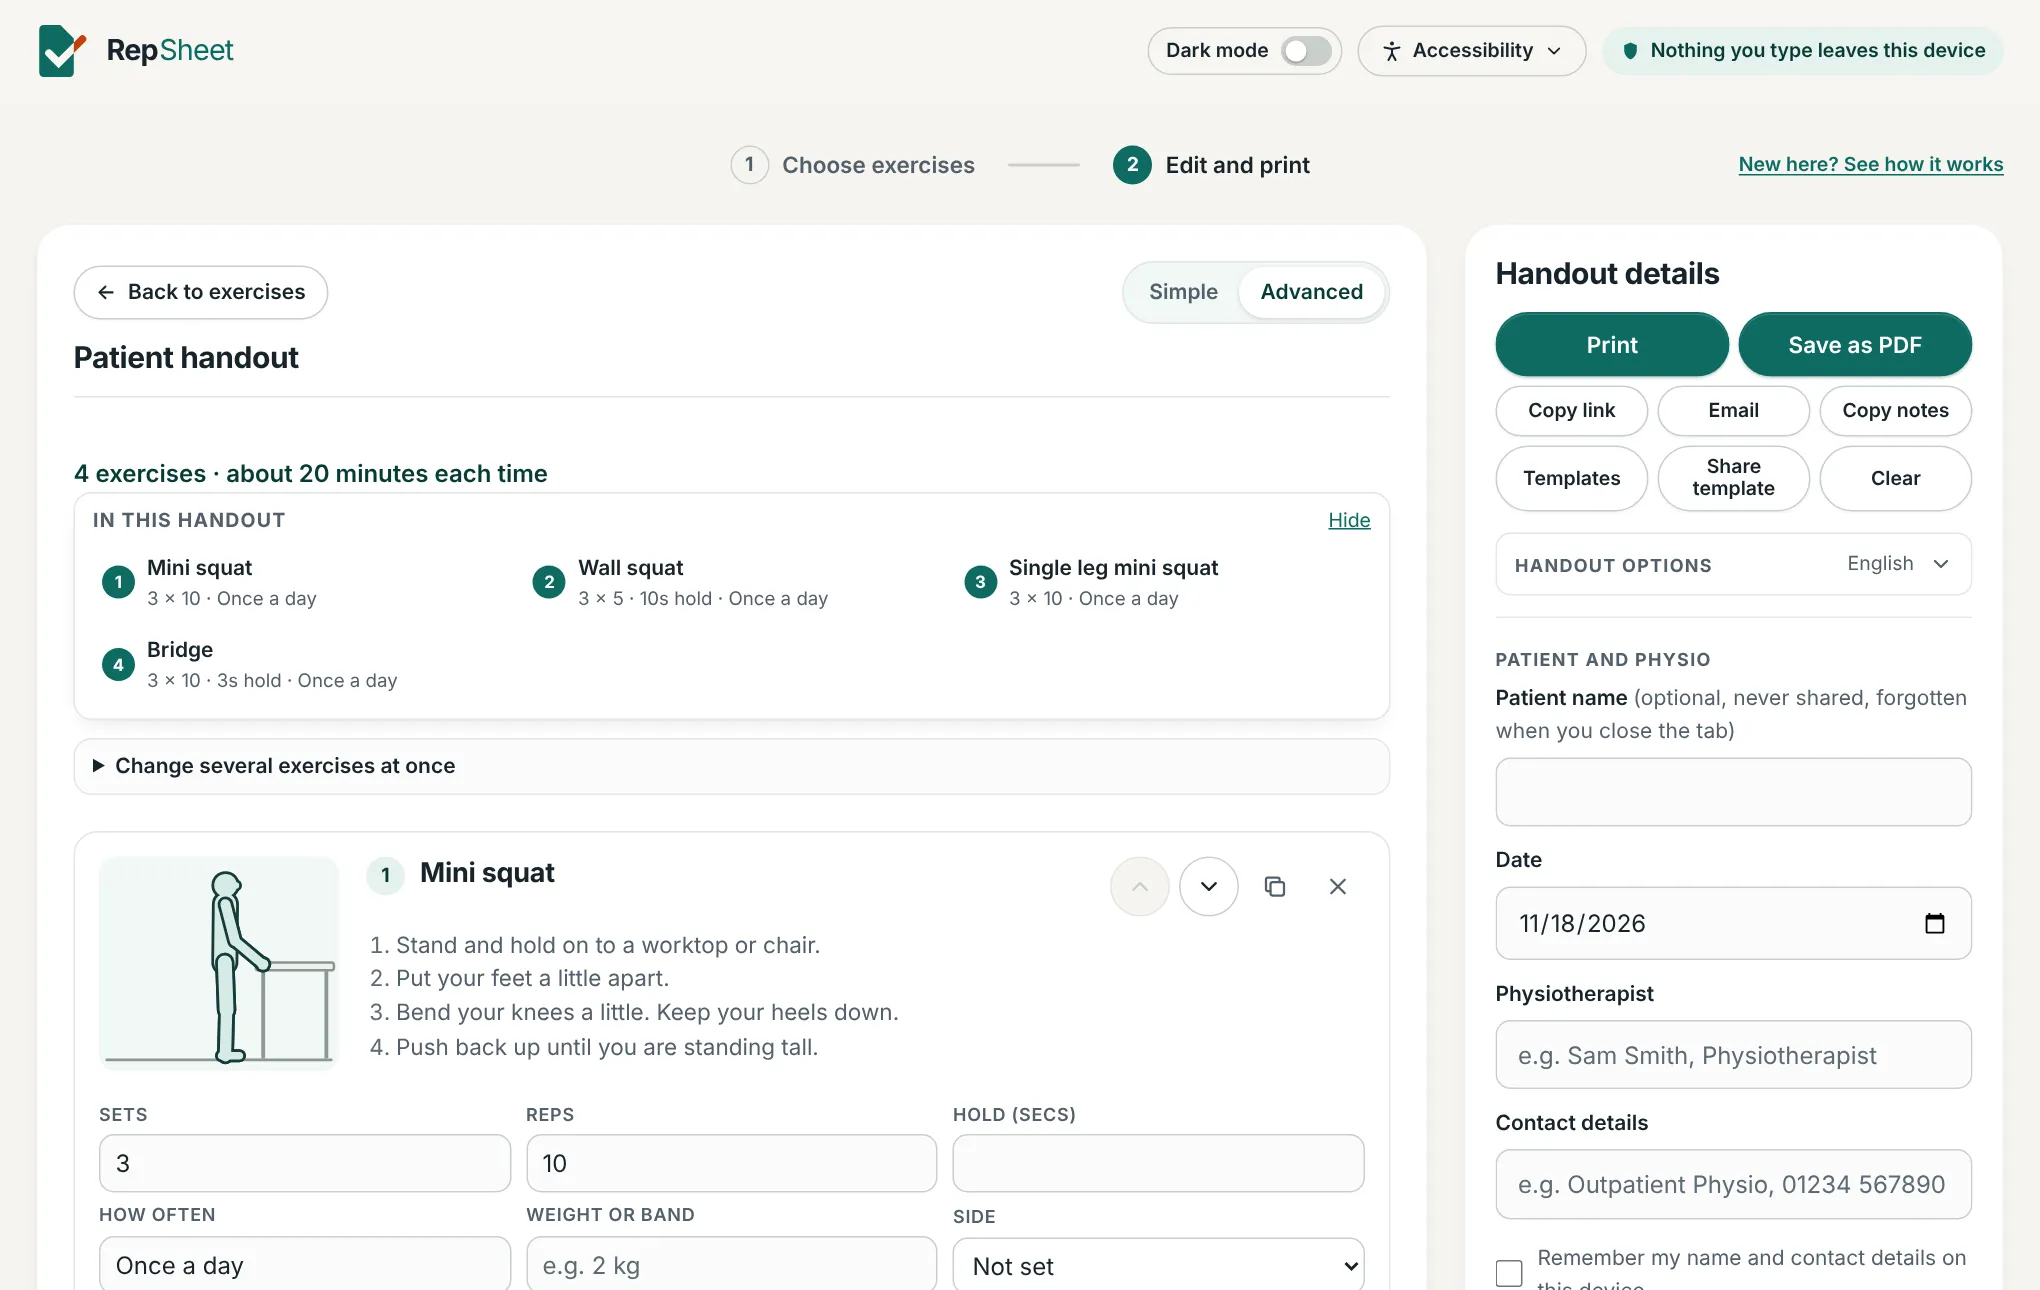 RepSheet
Dark mode
Accessibility
Nothing you type leaves this device
1 Choose exercises
2 Edit and print
New here? See how it works
Back to exercises
Simple
Advanced
Patient handout
4 exercises · about 20 minutes each time
IN THIS HANDOUT
Hide
1 Mini squat
3 × 10 · Once a day
2 Wall squat
3 × 5 · 10s hold · Once a day
3 Single leg mini squat
3 × 10 · Once a day
4 Bridge
3 × 10 · 3s hold · Once a day
Change several exercises at once
1 Mini squat
1. Stand and hold on to a worktop or chair.
2. Put your feet a little apart.
3. Bend your knees a little. Keep your heels down.
4. Push back up until you are standing tall.
SETS
3
REPS
10
HOLD (SECS)
HOW OFTEN
Once a day
WEIGHT OR BAND
e.g. 2 kg
SIDE
Not set
Handout details
Print
Save as PDF
Copy link
Email
Copy notes
Templates
Share
template
Clear
HANDOUT OPTIONS
English
PATIENT AND PHYSIO
Patient name (optional, never shared, forgotten
when you close the tab)
Date
11/18/2026
Physiotherapist
e.g. Sam Smith, Physiotherapist
Contact details
e.g. Outpatient Physio, 01234 567890
Remember my name and contact details on
this device